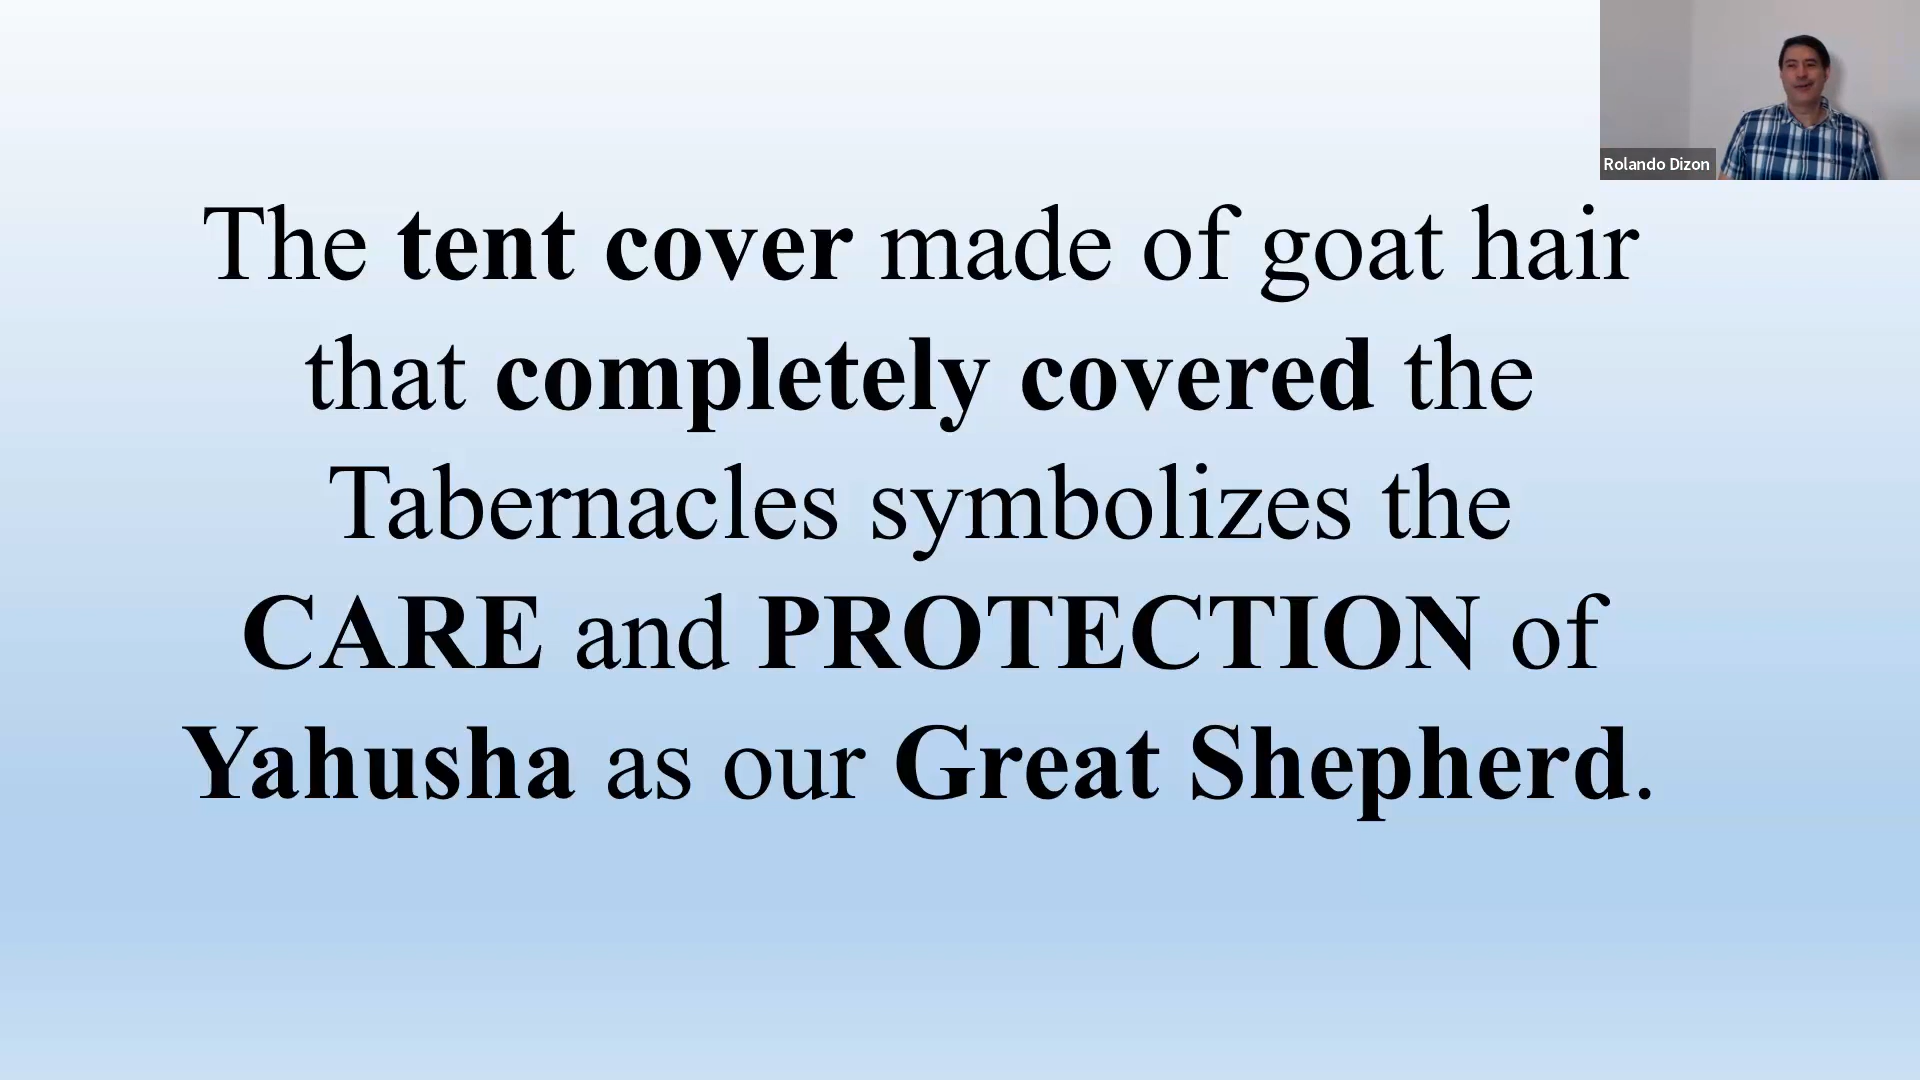 Rolando Dizon
The tent cover made of goat hair
that completely covered the
Tabernacles symbolizes the
CARE and PROTECTION of
Yahusha as our Great Shepherd.